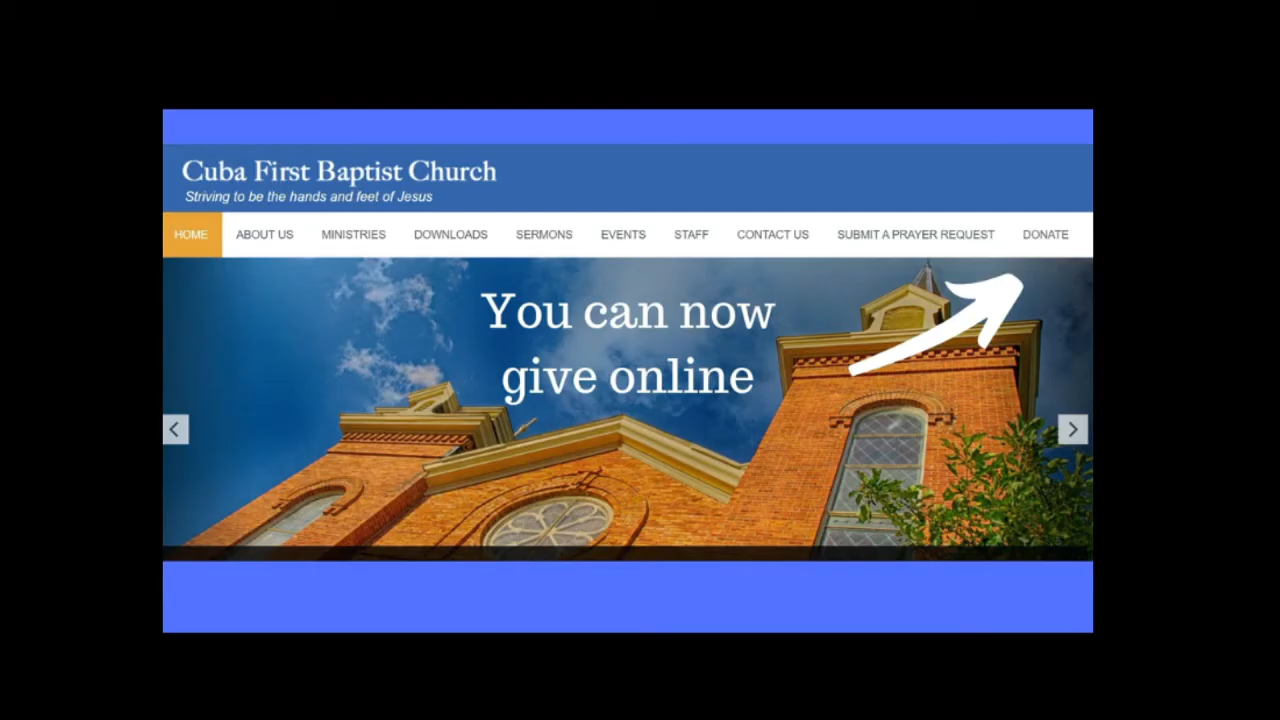 Cuba First Baptist Church
Striving to be the hands and feet of Jesus
HOME ABOUT US MINISTRIES DOWNLOADS SERMONS EVENTS STAFF CONTACT US SUBMIT A PRAYER REQUEST DONATE
You can now
give online